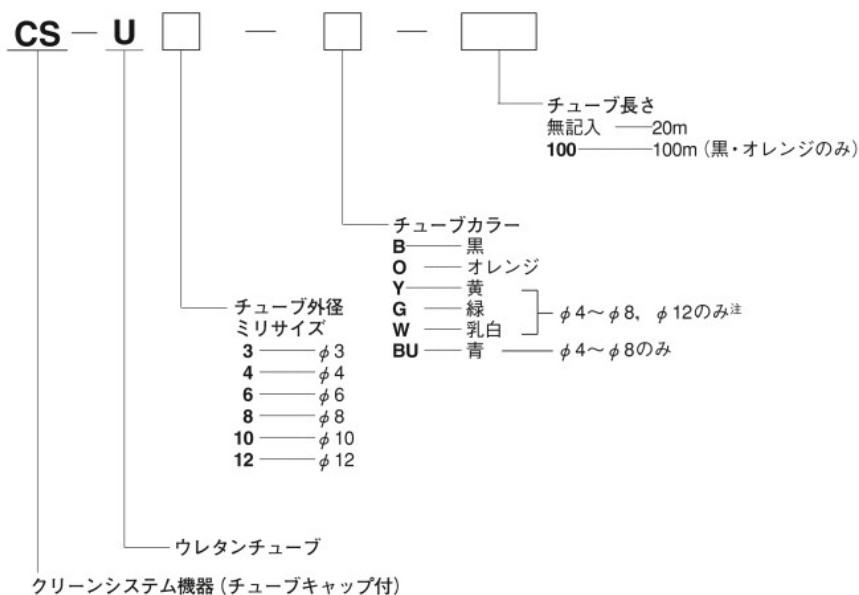 CS－U□－□－□
チューブ長さ
無記入 ―― 20m
100 ―― 100m（黒・オレンジのみ）
チューブカラー
B ―― 黒
O ―― オレンジ
Y ―― 黄
G ―― 緑
W ―― 乳白
φ4～φ8，φ12のみ注
BU ―― 青 ―― φ4～φ8のみ
チューブ外径
ミリサイズ
3 ―― φ3
4 ―― φ4
6 ―― φ6
8 ―― φ8
10 ―― φ10
12 ―― φ12
ウレタンチューブ
クリーンシステム機器（チューブキャップ付）